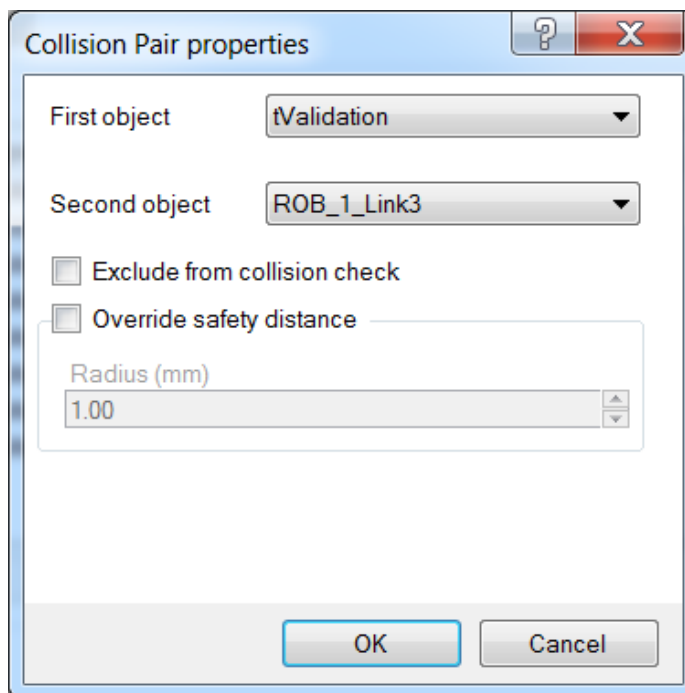 Collision Pair properties
First object tValidation
Second object ROB_1_Link3
Exclude from collision check
Override safety distance
Radius (mm)
1.00
OK Cancel